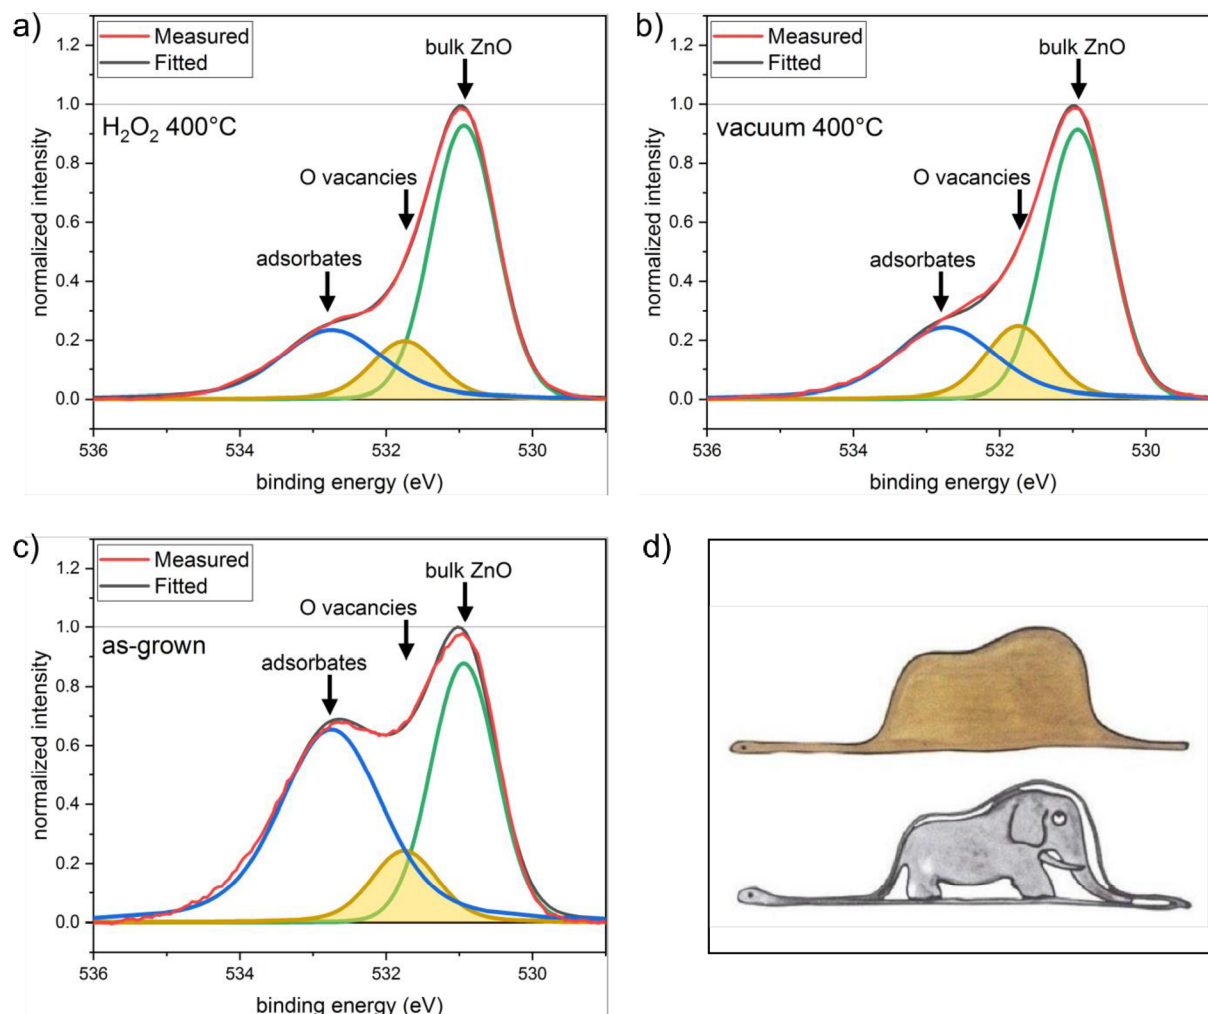 a)
Measured
Fitted
H₂O₂ 400°C
bulk ZnO
O vacancies
adsorbates
normalized intensity
1.2
1.0
0.8
0.6
0.4
0.2
0.0
536 534 532 530
binding energy (eV)
b)
Measured
Fitted
vacuum 400°C
bulk ZnO
O vacancies
adsorbates
normalized intensity
1.2
1.0
0.8
0.6
0.4
0.2
0.0
536 534 532 530
binding energy (eV)
c)
Measured
Fitted
as-grown
bulk ZnO
O vacancies
adsorbates
normalized intensity
1.2
1.0
0.8
0.6
0.4
0.2
0.0
536 534 532 530
binding energy (eV)
d)